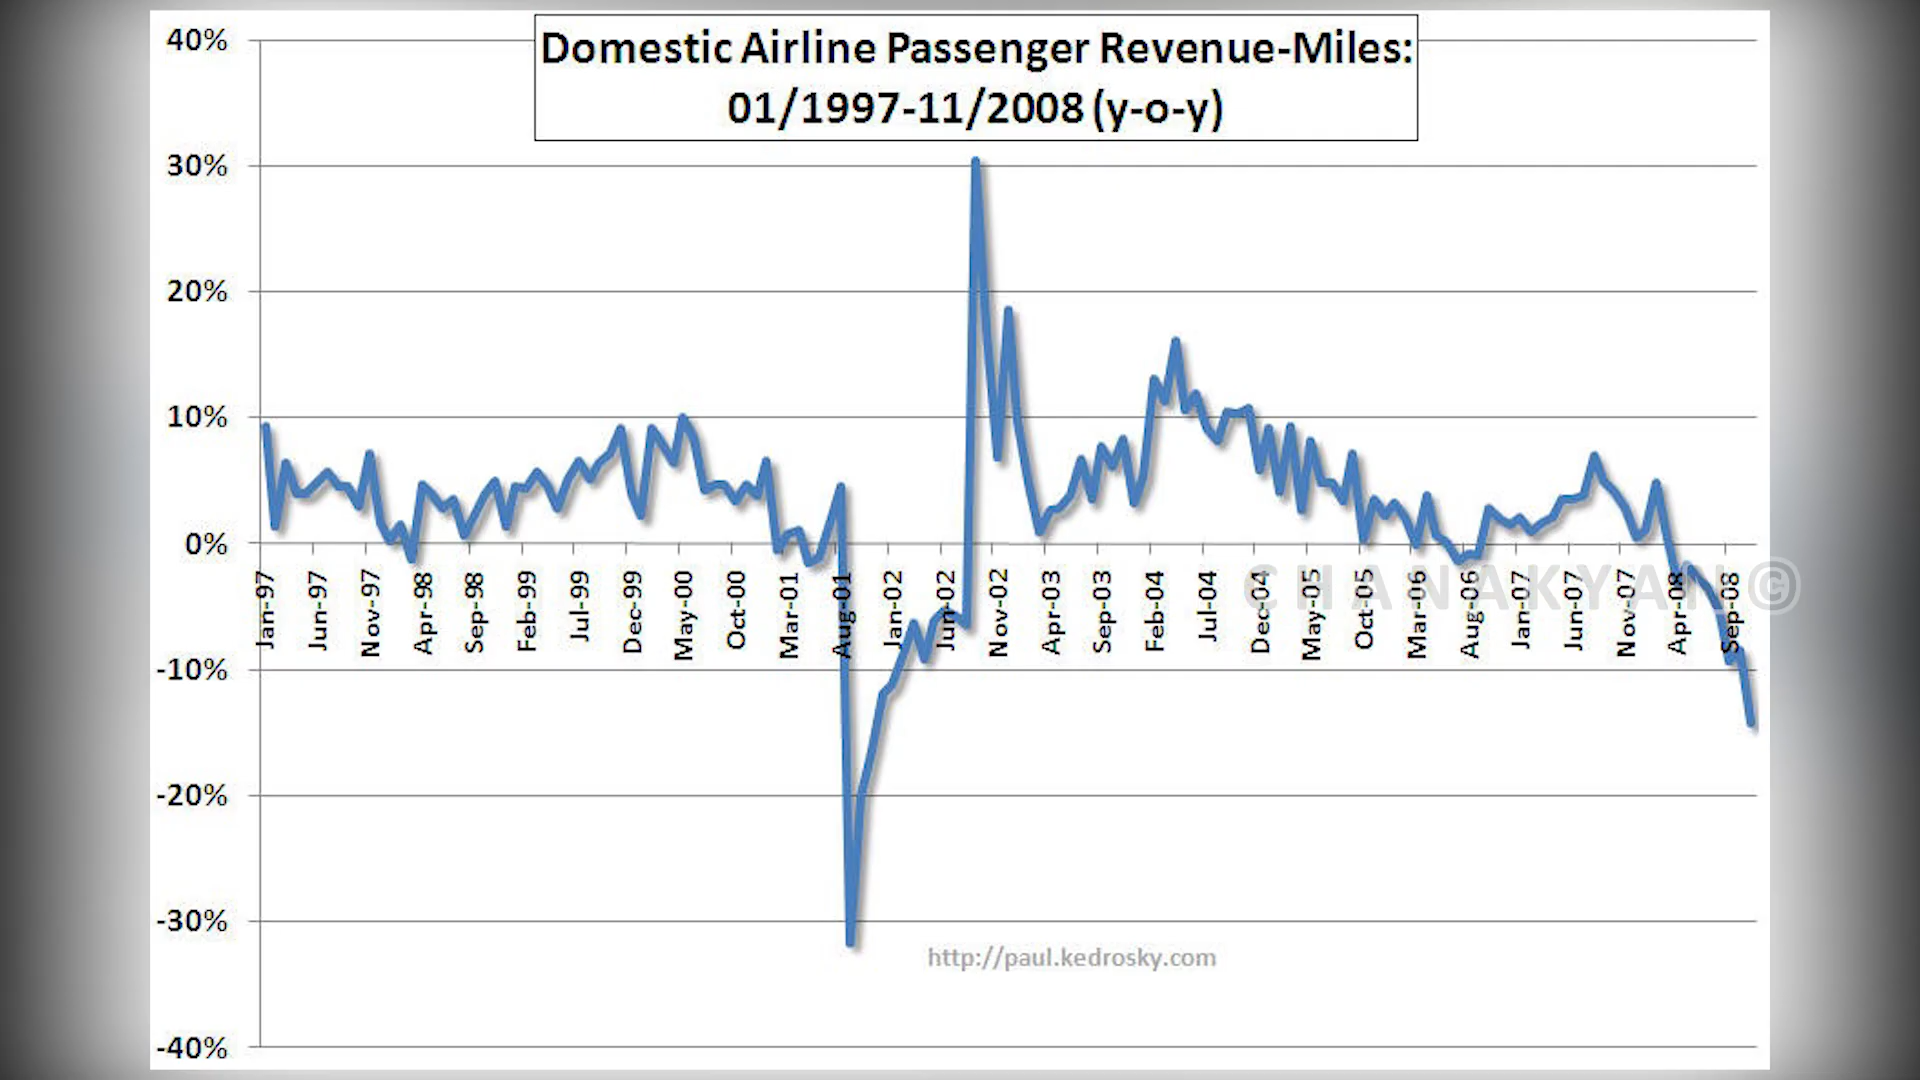 Domestic Airline Passenger Revenue-Miles:
01/1997-11/2008 (y-o-y)
40%
30%
20%
10%
0%
-10%
-20%
-30%
-40%
Jan-97
Jun-97
Nov-97
Apr-98
Sep-98
Feb-99
Jul-99
Dec-99
May-00
Oct-00
Mar-01
Aug-01
Jan-02
Jun-02
Nov-02
Apr-03
Sep-03
Feb-04
Jul-04
Dec-04
May-05
Oct-05
Mar-06
Aug-06
Jan-07
Jun-07
Nov-07
Apr-08
Sep-08
CHANAKYAN©
http://paul.kedrosky.com